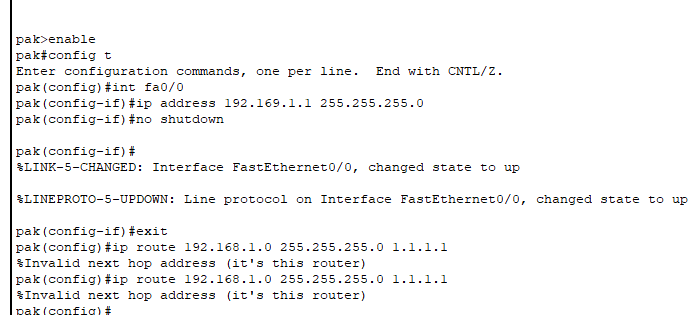 pak>enable
pak#config t
Enter configuration commands, one per line.  End with CNTL/Z.
pak(config)#int fa0/0
pak(config-if)#ip address 192.169.1.1 255.255.255.0
pak(config-if)#no shutdown
pak(config-if)#
%LINK-5-CHANGED: Interface FastEthernet0/0, changed state to up
%LINEPROTO-5-UPDOWN: Line protocol on Interface FastEthernet0/0, changed state to up
pak(config-if)#exit
pak(config)#ip route 192.168.1.0 255.255.255.0 1.1.1.1
%Invalid next hop address (it's this router)
pak(config)#ip route 192.168.1.0 255.255.255.0 1.1.1.1
%Invalid next hop address (it's this router)
pak(config)#